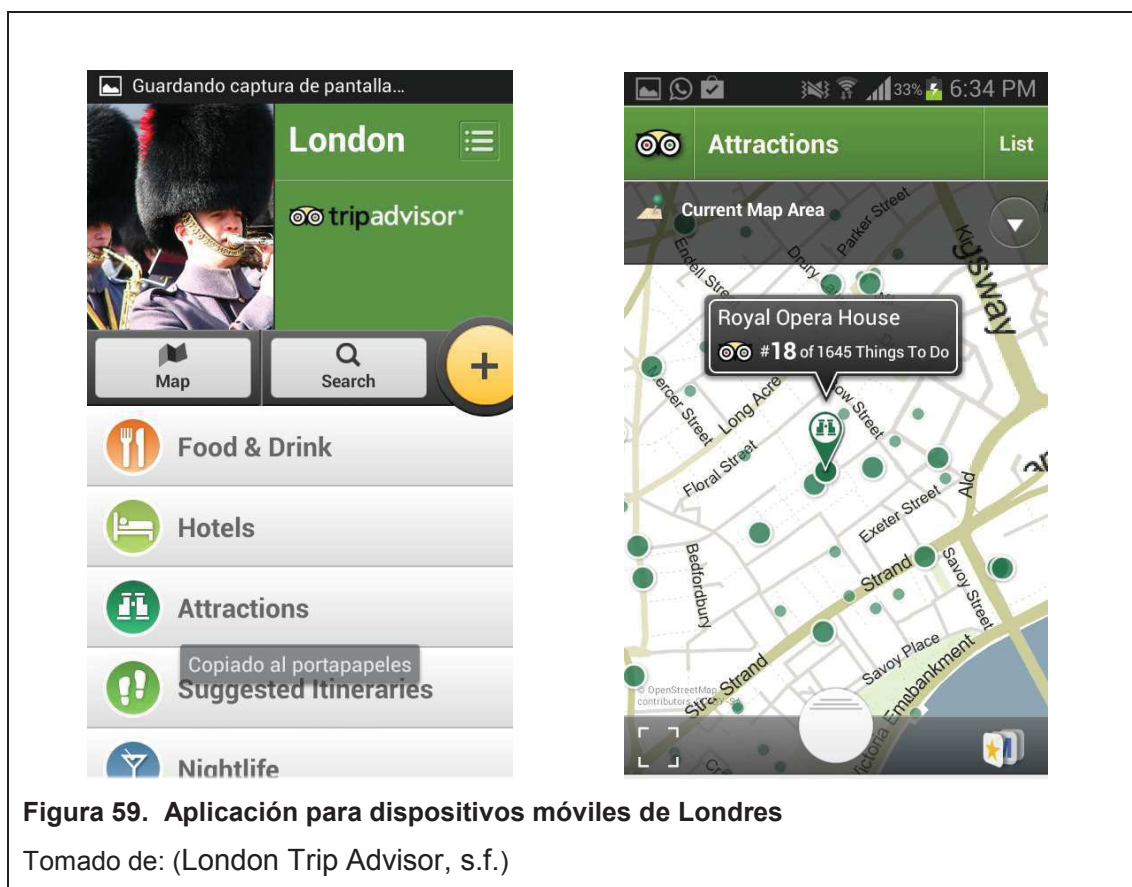 Guardando captura de pantalla...
London
tripadvisor
Map
Search
Food & Drink
Hotels
Attractions
Copiado al portapapeles
Suggested Itineraries
Nightlife
33% 6:34 PM
Attractions
List
Current Map Area
Parker Street
Endell Street
Drury
Kingsway
Royal Opera House
#18 of 1645 Things To Do
Mercer Street
Long Acre
Bow Street
Floral Street
Ald
Exeter Street
Bedfordbury
Strand
Savoy Street
Savoy Place
Strand
© OpenStreetMap
contributors
Victoria Embankment
Figura 59. Aplicación para dispositivos móviles de Londres
Tomado de: (London Trip Advisor, s.f.)